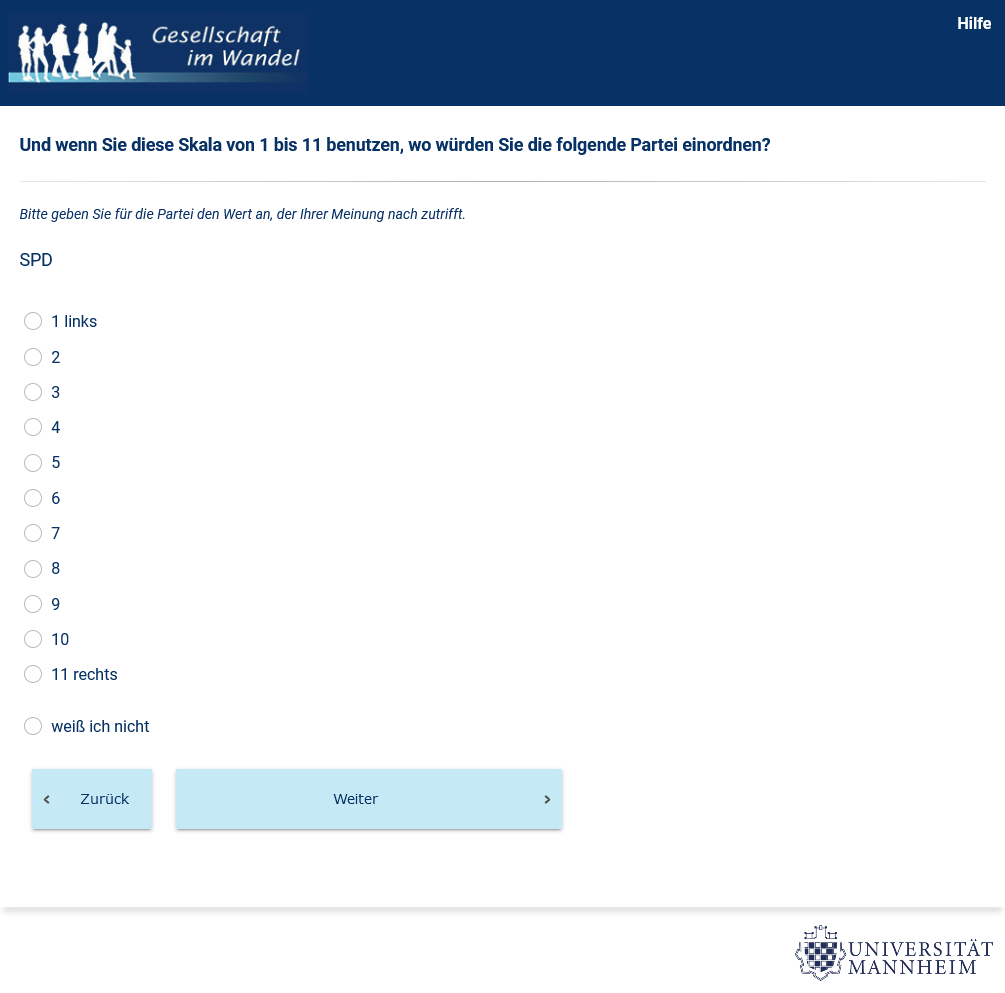 Gesellschaft
im Wandel
Hilfe
Und wenn Sie diese Skala von 1 bis 11 benutzen, wo würden Sie die folgende Partei einordnen?
Bitte geben Sie für die Partei den Wert an, der Ihrer Meinung nach zutrifft.
SPD
1 links
2
3
4
5
6
7
8
9
10
11 rechts
weiß ich nicht
Zurück
Weiter
UNIVERSITÄT
MANNHEIM